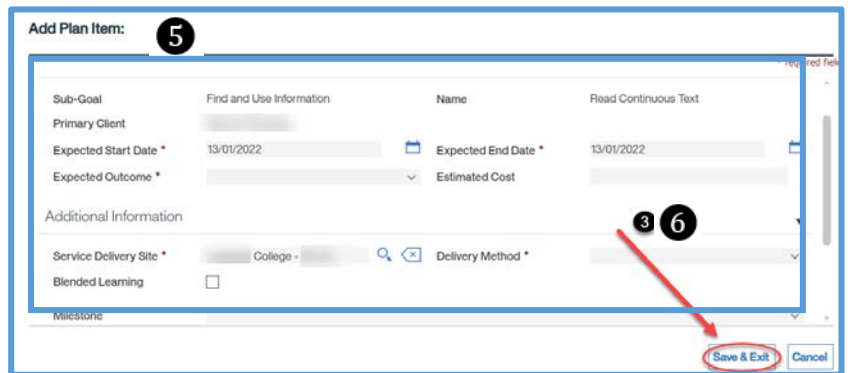 Add Plan Item:
5
* required fiel
Sub-Goal Find and Use Information Name Read Continuous Text
Primary Client
Expected Start Date * 13/01/2022 Expected End Date * 13/01/2022
Expected Outcome * Estimated Cost
Additional Information
3 6
Service Delivery Site * College - Delivery Method *
Blended Learning
Milestone
Save & Exit Cancel